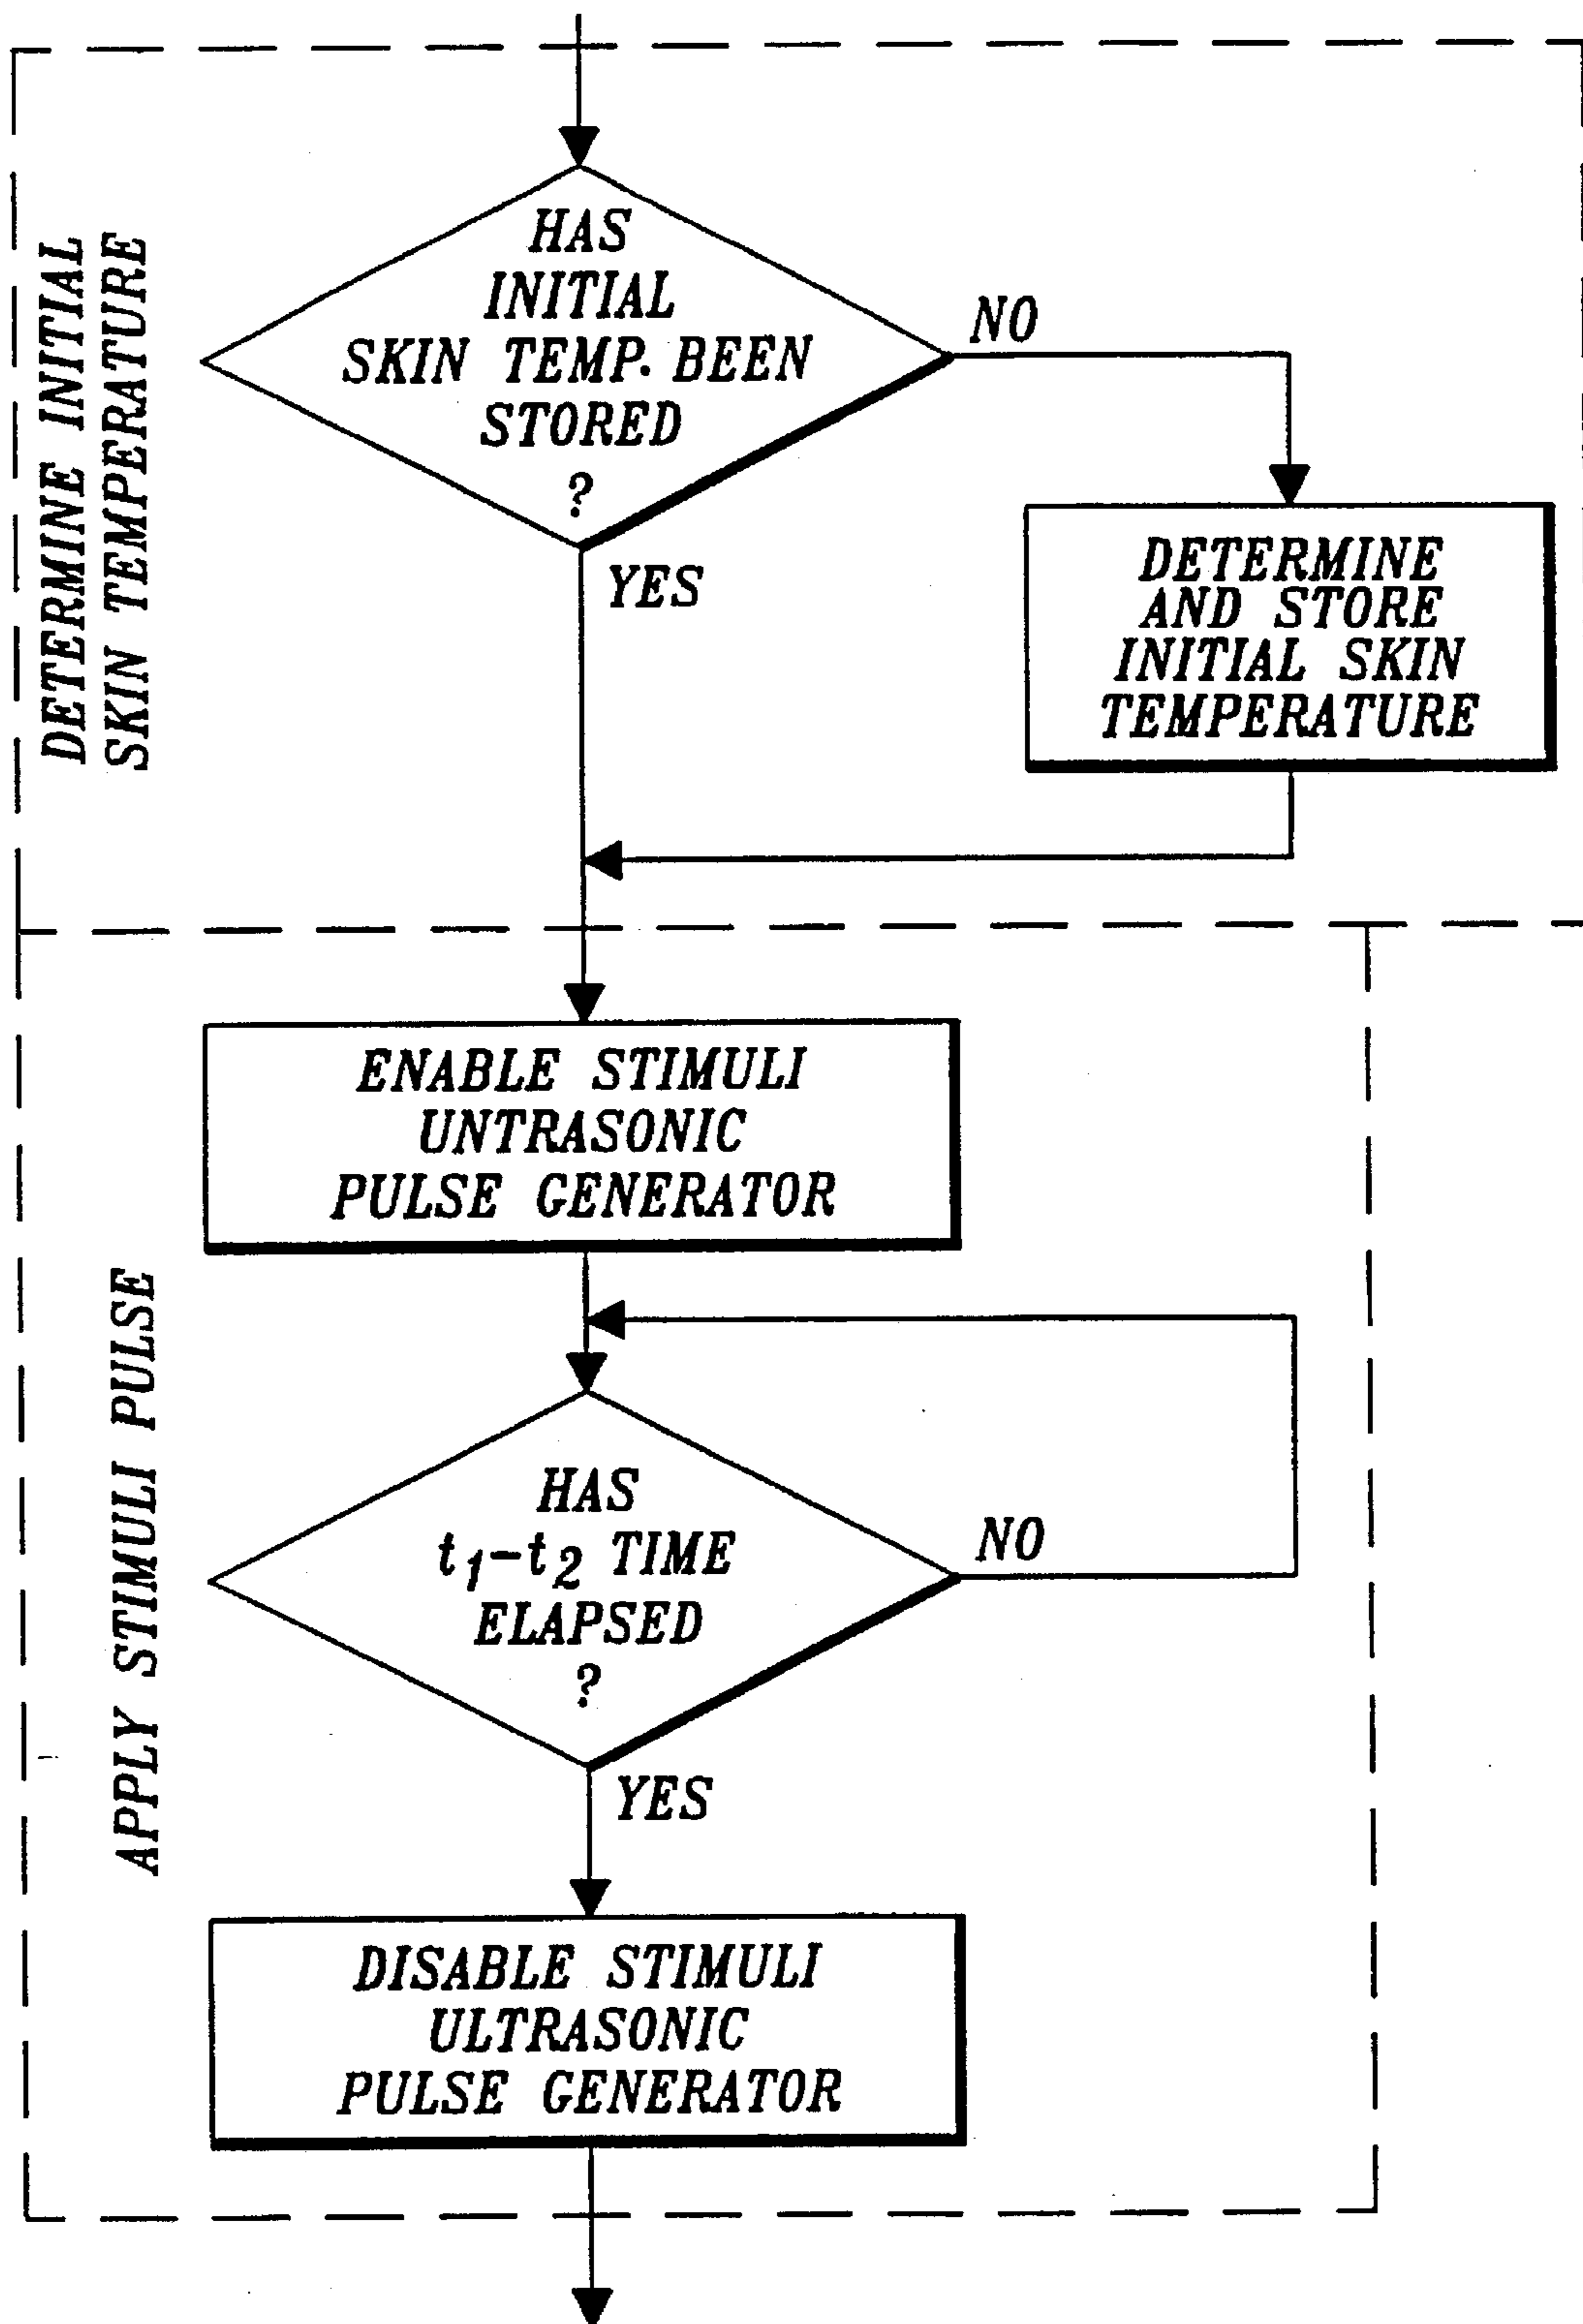 DETERMINE INITIAL
SKIN TEMPERATURE
HAS
INITIAL
SKIN TEMP. BEEN
STORED
?
NO
YES
DETERMINE
AND STORE
INITIAL SKIN
TEMPERATURE
APPLY STIMULI PULSE
ENABLE STIMULI
UNTRASONIC
PULSE GENERATOR
HAS
t₁-t₂ TIME
ELAPSED
?
NO
YES
DISABLE STIMULI
ULTRASONIC
PULSE GENERATOR